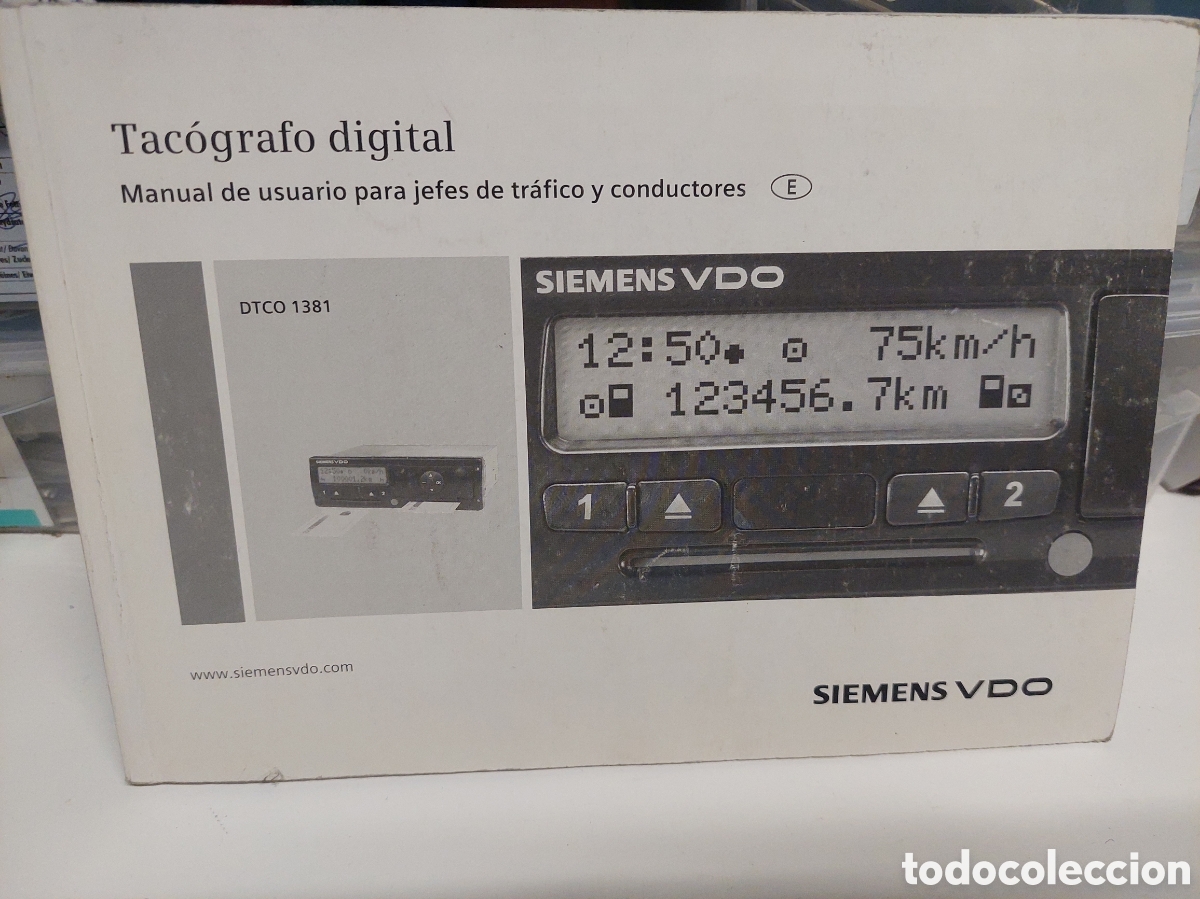 Tacógrafo digital
Manual de usuario para jefes de tráfico y conductores E
DTCO 1381
SIEMENS VDO
12:50 75km/h
123456.7km
1 2
www.siemensvdo.com
SIEMENS VDO
todocoleccion